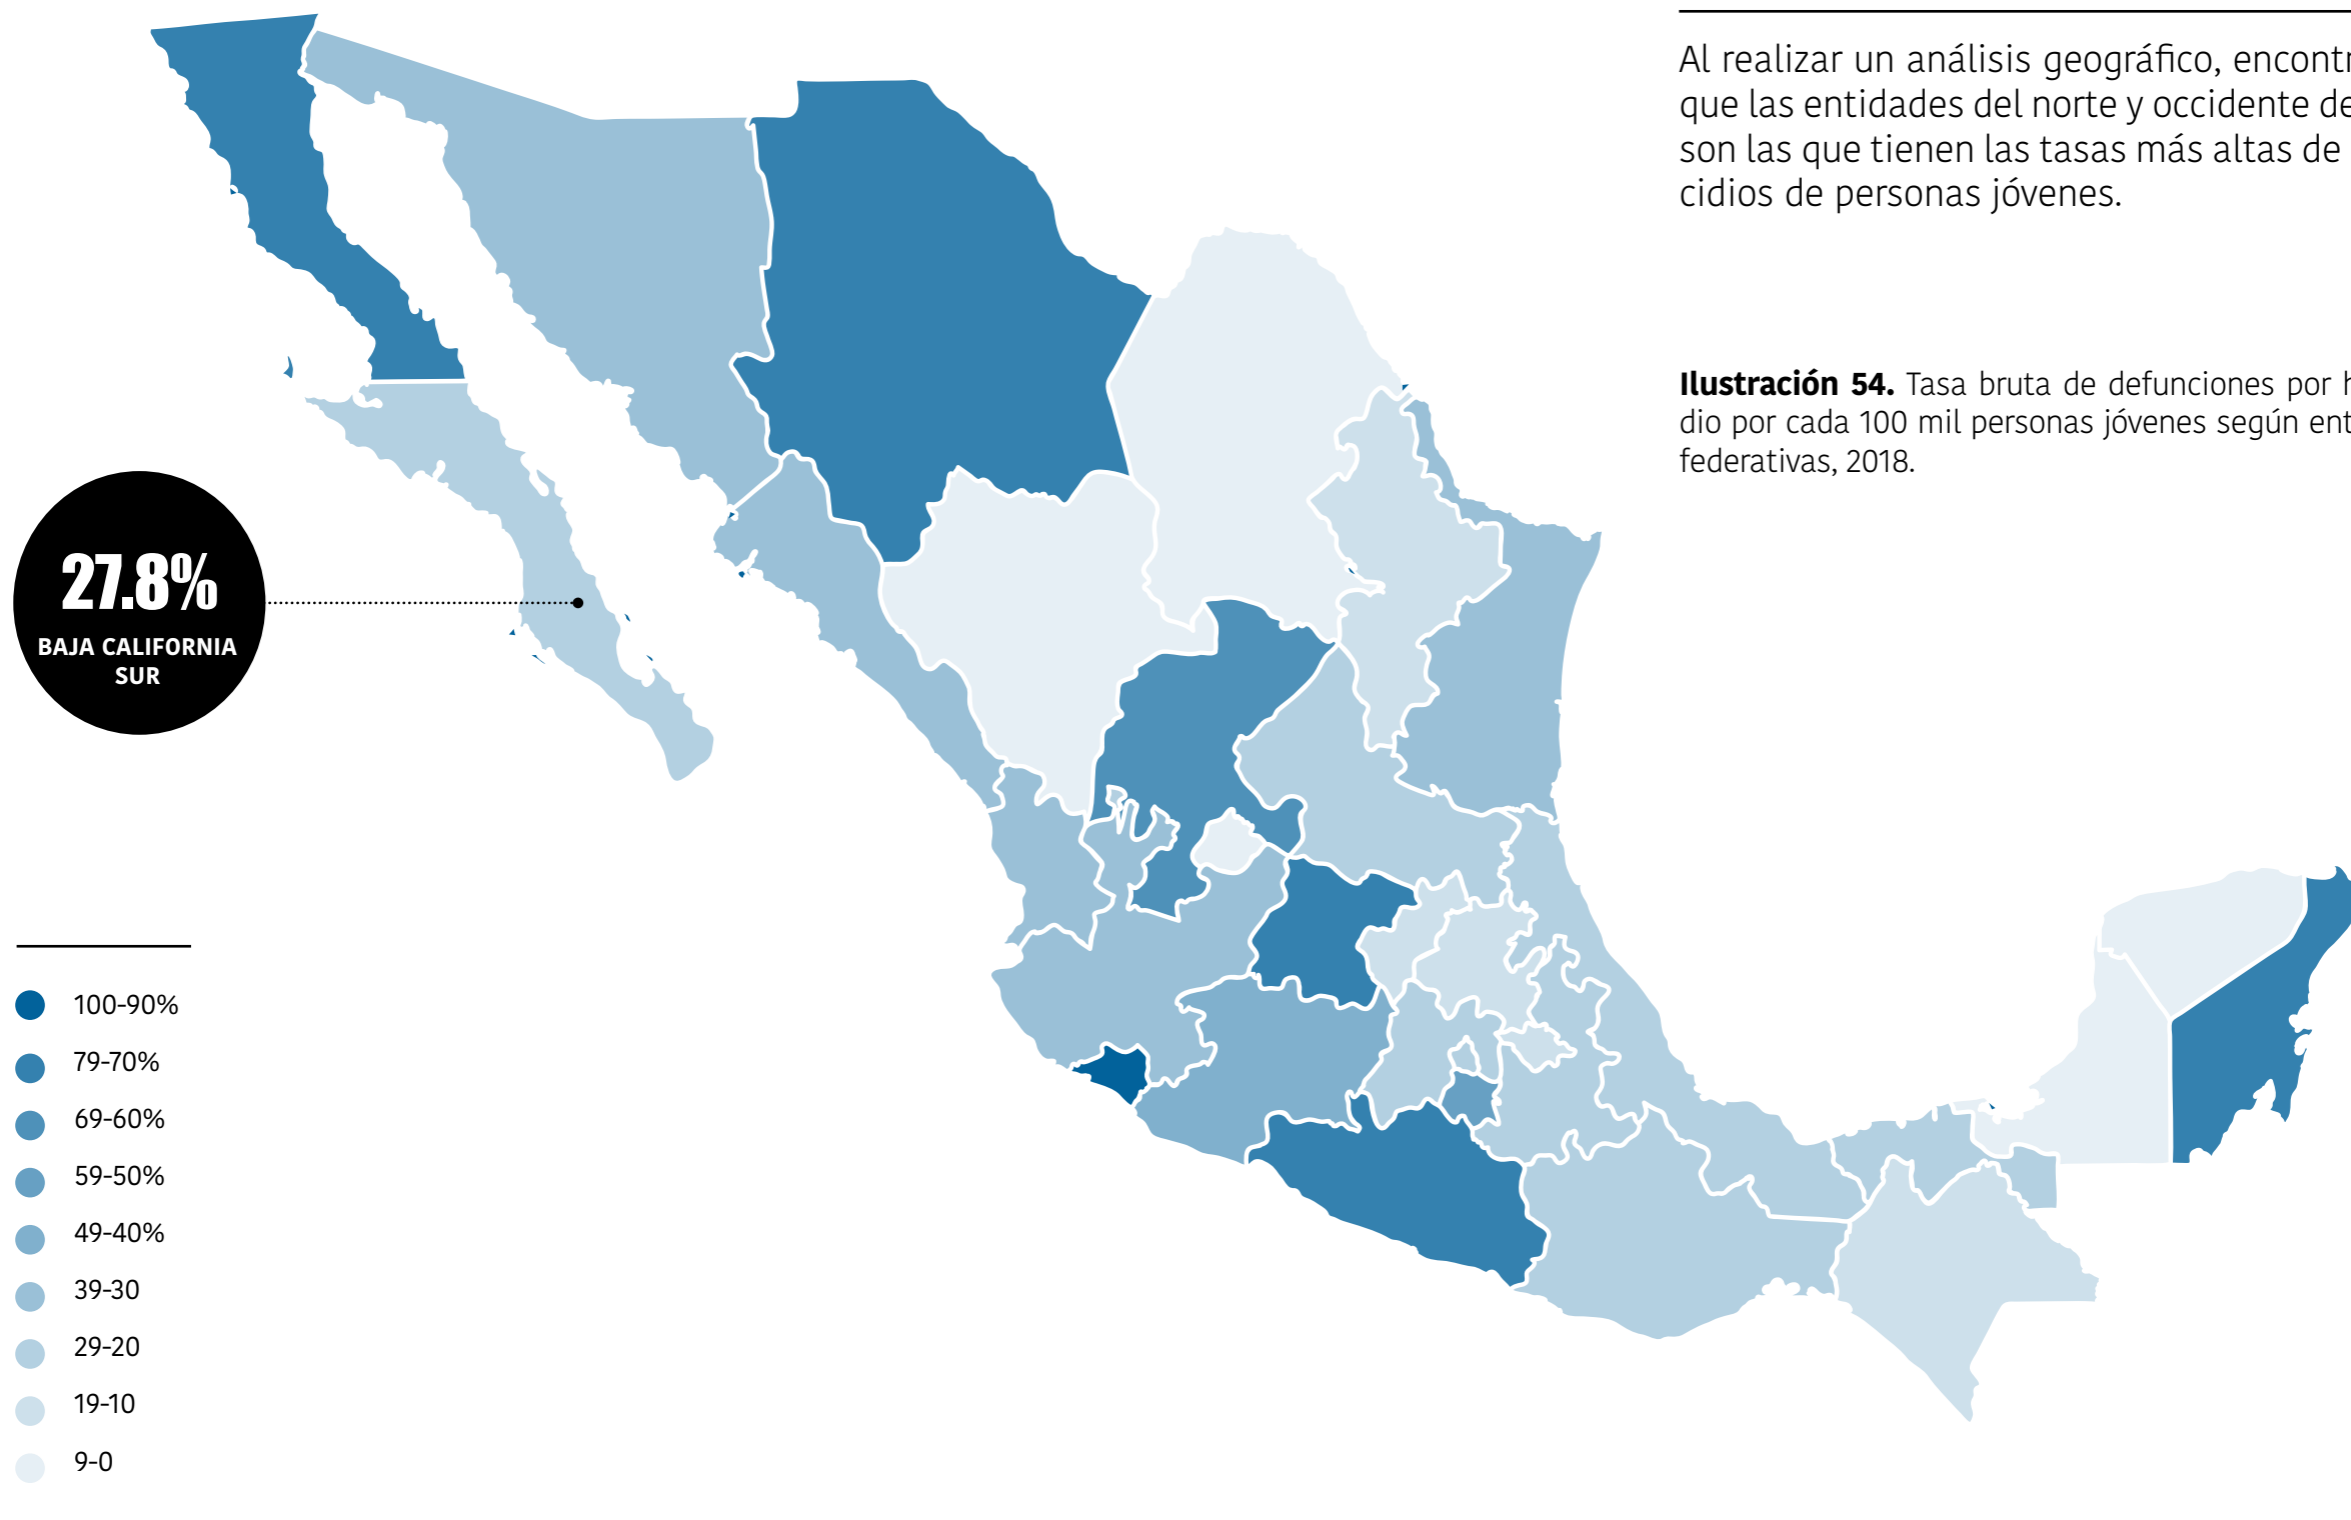 Al realizar un análisis geográfico, encontr
que las entidades del norte y occidente de
son las que tienen las tasas más altas de
cidios de personas jóvenes.
Ilustración 54. Tasa bruta de defunciones por h
dio por cada 100 mil personas jóvenes según ent
federativas, 2018.
27.8%
BAJA CALIFORNIA
SUR
100-90%
79-70%
69-60%
59-50%
49-40%
39-30
29-20
19-10
9-0